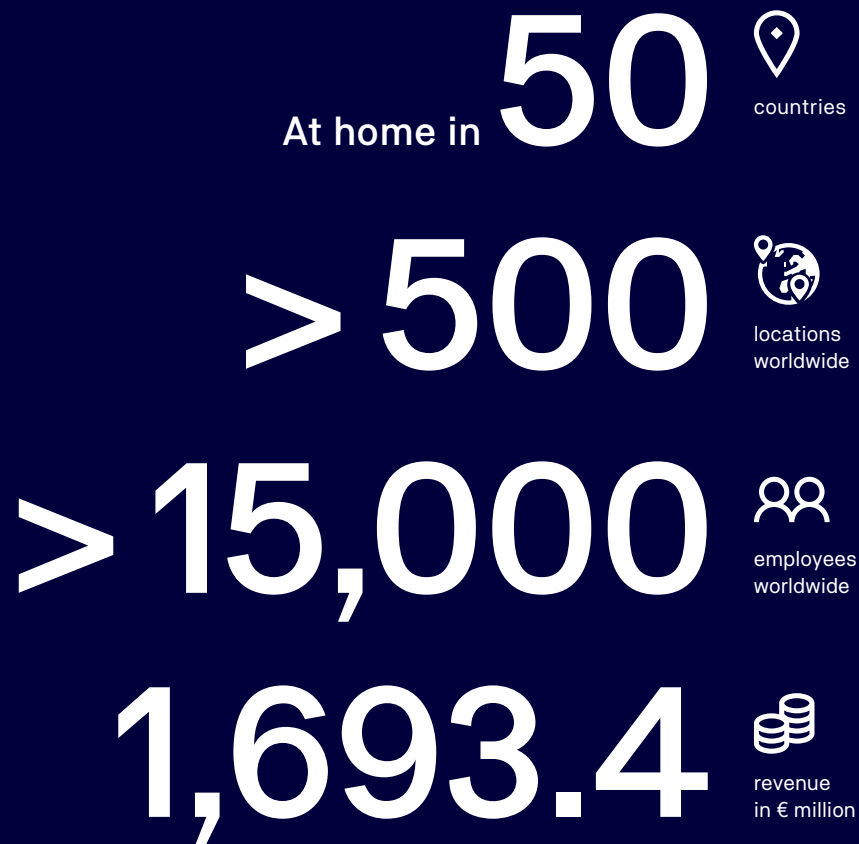 At home in 50
countries
> 500
locations
worldwide
> 15,000
employees
worldwide
1,693.4
revenue
in € million